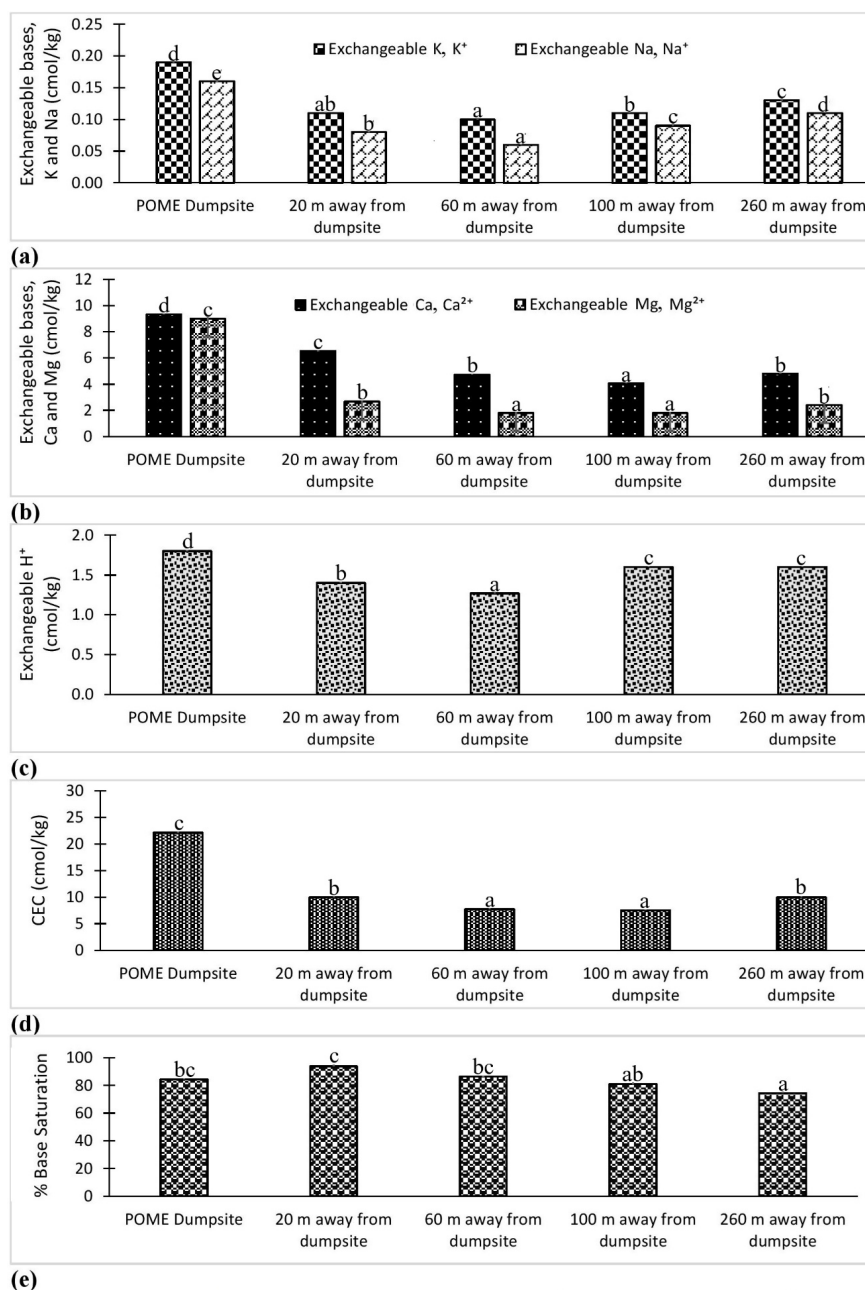 Exchangeable bases,
K and Na (cmol/kg)
0.25
0.20
0.15
0.10
0.05
0.00
Exchangeable K, K⁺
Exchangeable Na, Na⁺
d
e
ab
b
a
a
b
c
c
d
POME Dumpsite
20 m away from
dumpsite
60 m away from
dumpsite
100 m away from
dumpsite
260 m away from
dumpsite
(a)
Exchangeable bases,
Ca and Mg (cmol/kg)
12
10
8
6
4
2
0
Exchangeable Ca, Ca²⁺
Exchangeable Mg, Mg²⁺
d
c
c
b
b
a
a
a
b
b
POME Dumpsite
20 m away from
dumpsite
60 m away from
dumpsite
100 m away from
dumpsite
260 m away from
dumpsite
(b)
Exchangeable H⁺
(cmol/kg)
2.0
1.5
1.0
0.5
0.0
d
b
a
c
c
POME Dumpsite
20 m away from
dumpsite
60 m away from
dumpsite
100 m away from
dumpsite
260 m away from
dumpsite
(c)
CEC (cmol/kg)
30
25
20
15
10
5
0
c
b
a
a
b
POME Dumpsite
20 m away from
dumpsite
60 m away from
dumpsite
100 m away from
dumpsite
260 m away from
dumpsite
(d)
% Base Saturation
100
80
60
40
20
0
bc
c
bc
ab
a
POME Dumpsite
20 m away from
dumpsite
60 m away from
dumpsite
100 m away from
dumpsite
260 m away from
dumpsite
(e)